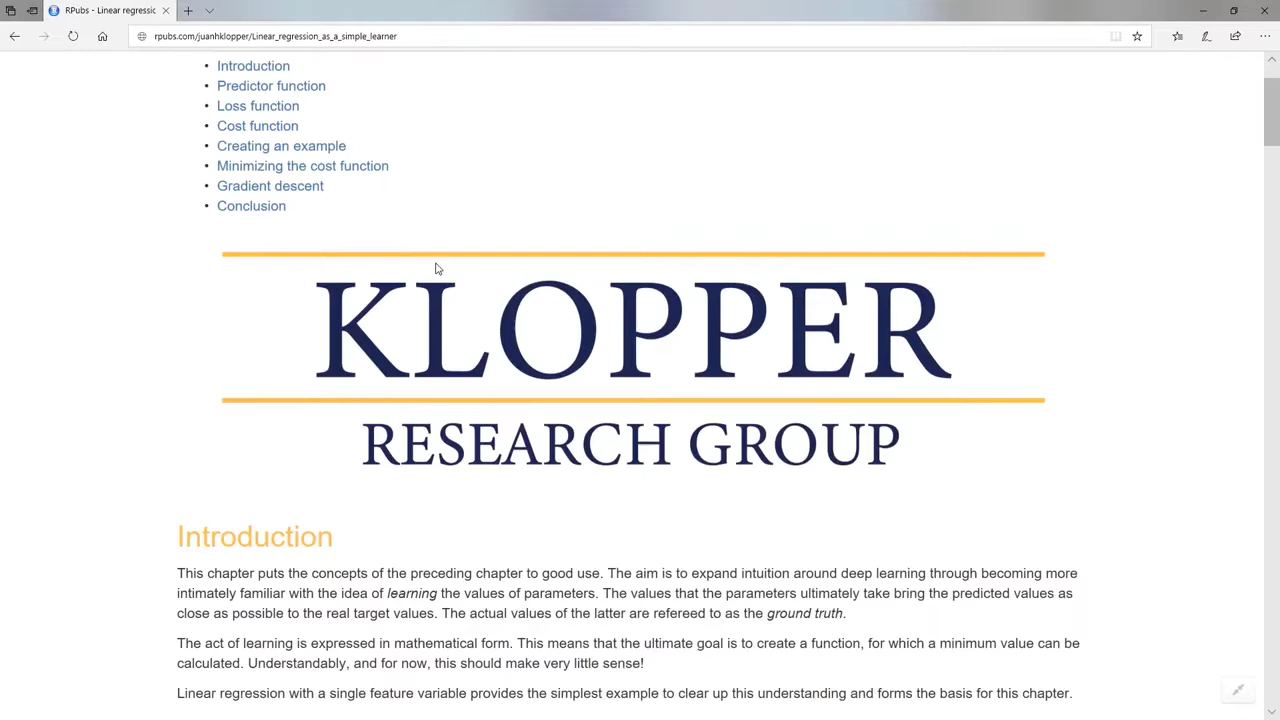 RPubs - Linear regressic
rpubs.com/juanhklopper/Linear_regression_as_a_simple_learner
• Introduction
• Predictor function
• Loss function
• Cost function
• Creating an example
• Minimizing the cost function
• Gradient descent
• Conclusion
KLOPPER
RESEARCH GROUP
Introduction
This chapter puts the concepts of the preceding chapter to good use. The aim is to expand intuition around deep learning through becoming more
intimately familiar with the idea of learning the values of parameters. The values that the parameters ultimately take bring the predicted values as
close as possible to the real target values. The actual values of the latter are refereed to as the ground truth.
The act of learning is expressed in mathematical form. This means that the ultimate goal is to create a function, for which a minimum value can be
calculated. Understandably, and for now, this should make very little sense!
Linear regression with a single feature variable provides the simplest example to clear up this understanding and forms the basis for this chapter.